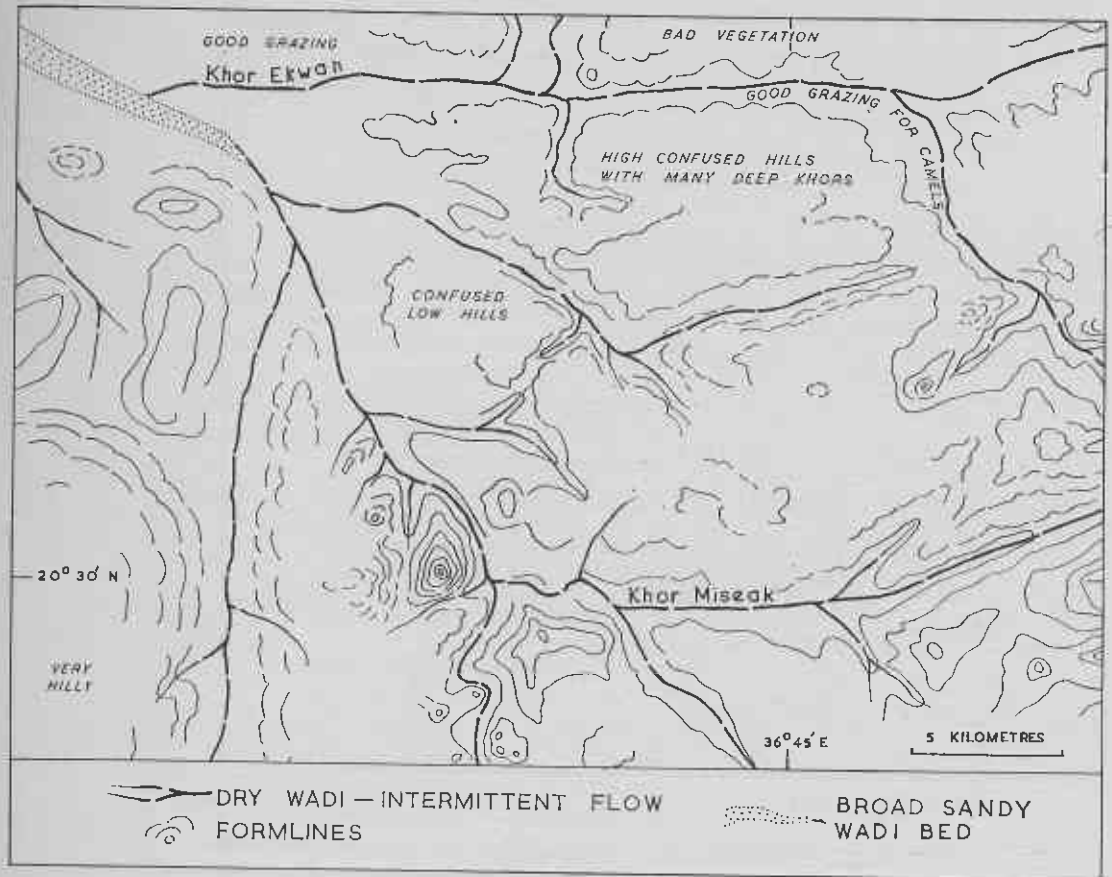 GOOD GRAZING
Khor Ekwan
BAD VEGETATION
GOOD GRAZING FOR CAMELS
HIGH CONFUSED HILLS
WITH MANY DEEP KHORS
CONFUSED
LOW HILLS
20° 30' N
Khor Miseak
VERY
HILLY
36° 45' E
5 KILOMETRES
DRY WADI — INTERMITTENT FLOW
FORMLINES
BROAD SANDY
WADI BED